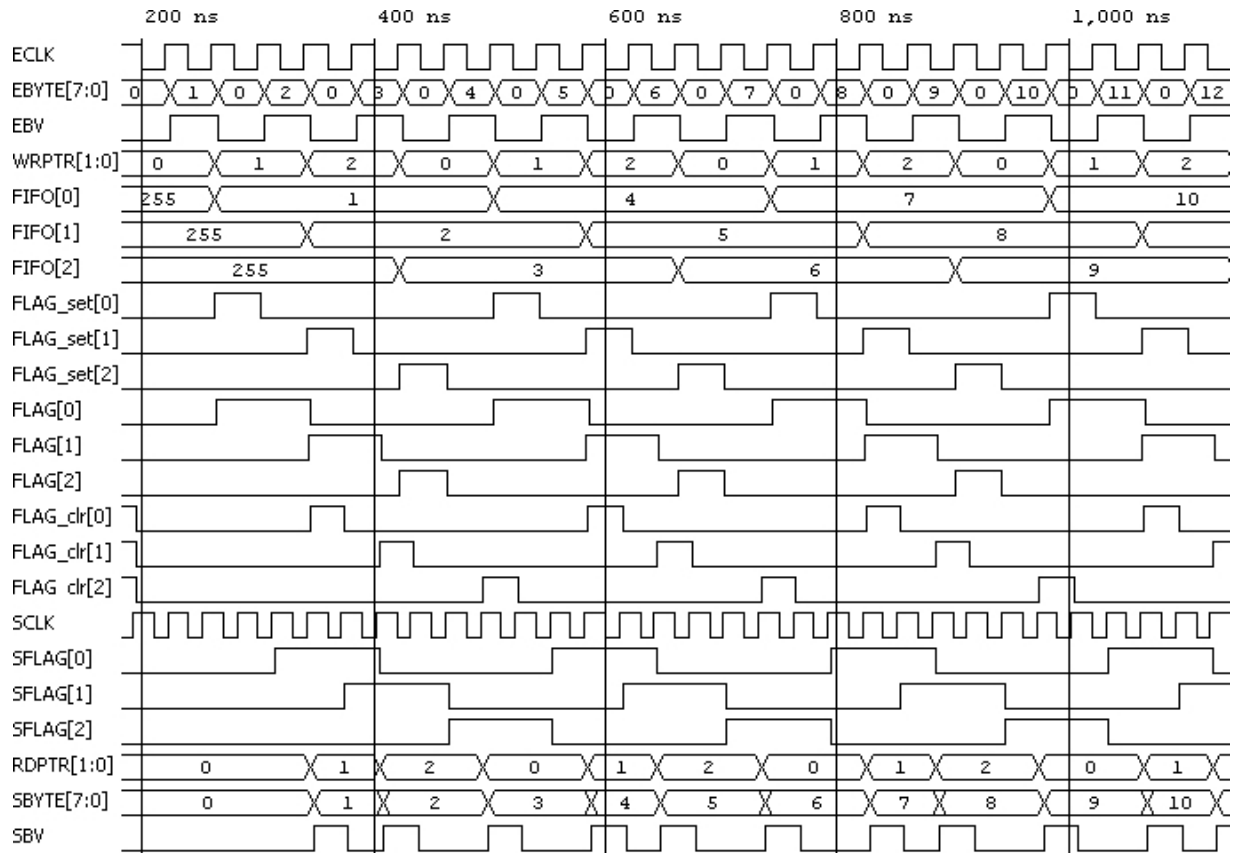 200 ns 400 ns 600 ns 800 ns 1,000 ns
ECLK
EBYTE[7:0] 0 1 0 2 0 3 0 4 0 5 0 6 0 7 0 8 0 9 0 10 0 11 0 12
EBV
WRPTR[1:0] 0 1 2 0 1 2 0 1 2 0 1 2
FIFO[0] 255 1 4 7 10
FIFO[1] 255 2 5 8
FIFO[2] 255 3 6 9
FLAG_set[0]
FLAG_set[1]
FLAG_set[2]
FLAG[0]
FLAG[1]
FLAG[2]
FLAG_clr[0]
FLAG_clr[1]
FLAG clr[2]
SCLK
SFLAG[0]
SFLAG[1]
SFLAG[2]
RDPTR[1:0] 0 1 2 0 1 2 0 1 2 0 1
SBYTE[7:0] 0 1 2 3 4 5 6 7 8 9 10
SBV